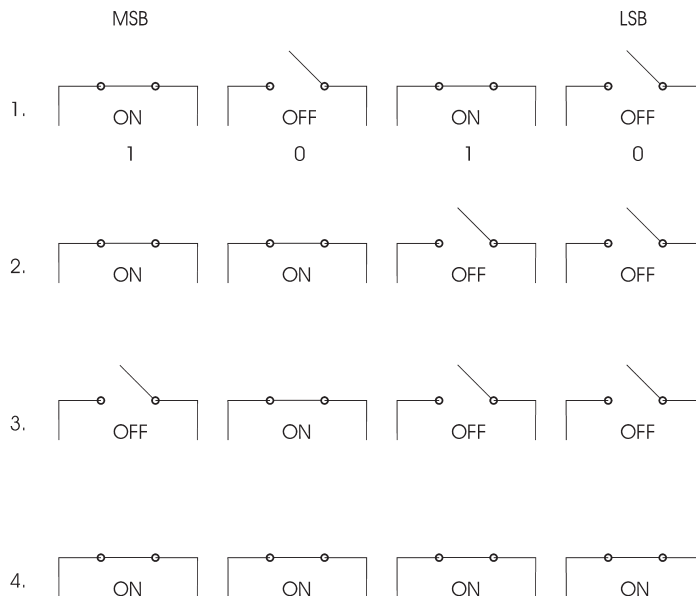 MSB LSB
1. ON OFF ON OFF
1 0 1 0
2. ON ON OFF OFF
3. OFF ON OFF OFF
4. ON ON ON ON